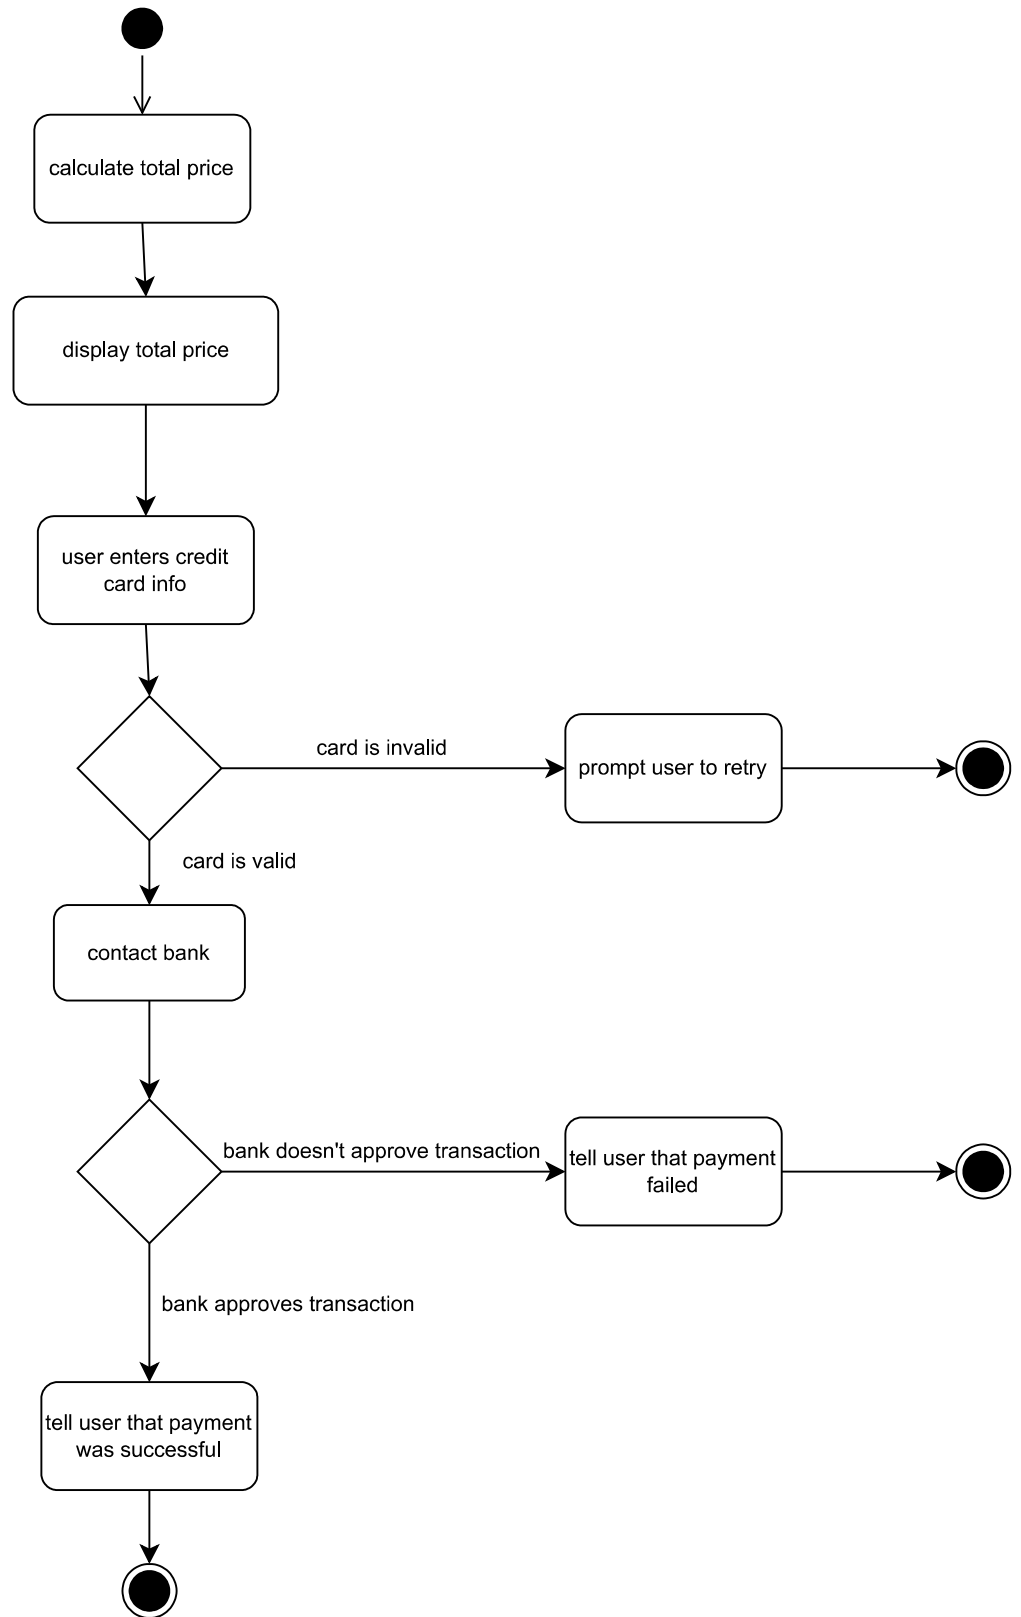 calculate total price
display total price
user enters credit
card info
card is invalid
prompt user to retry
card is valid
contact bank
bank doesn't approve transaction
tell user that payment
failed
bank approves transaction
tell user that payment
was successful